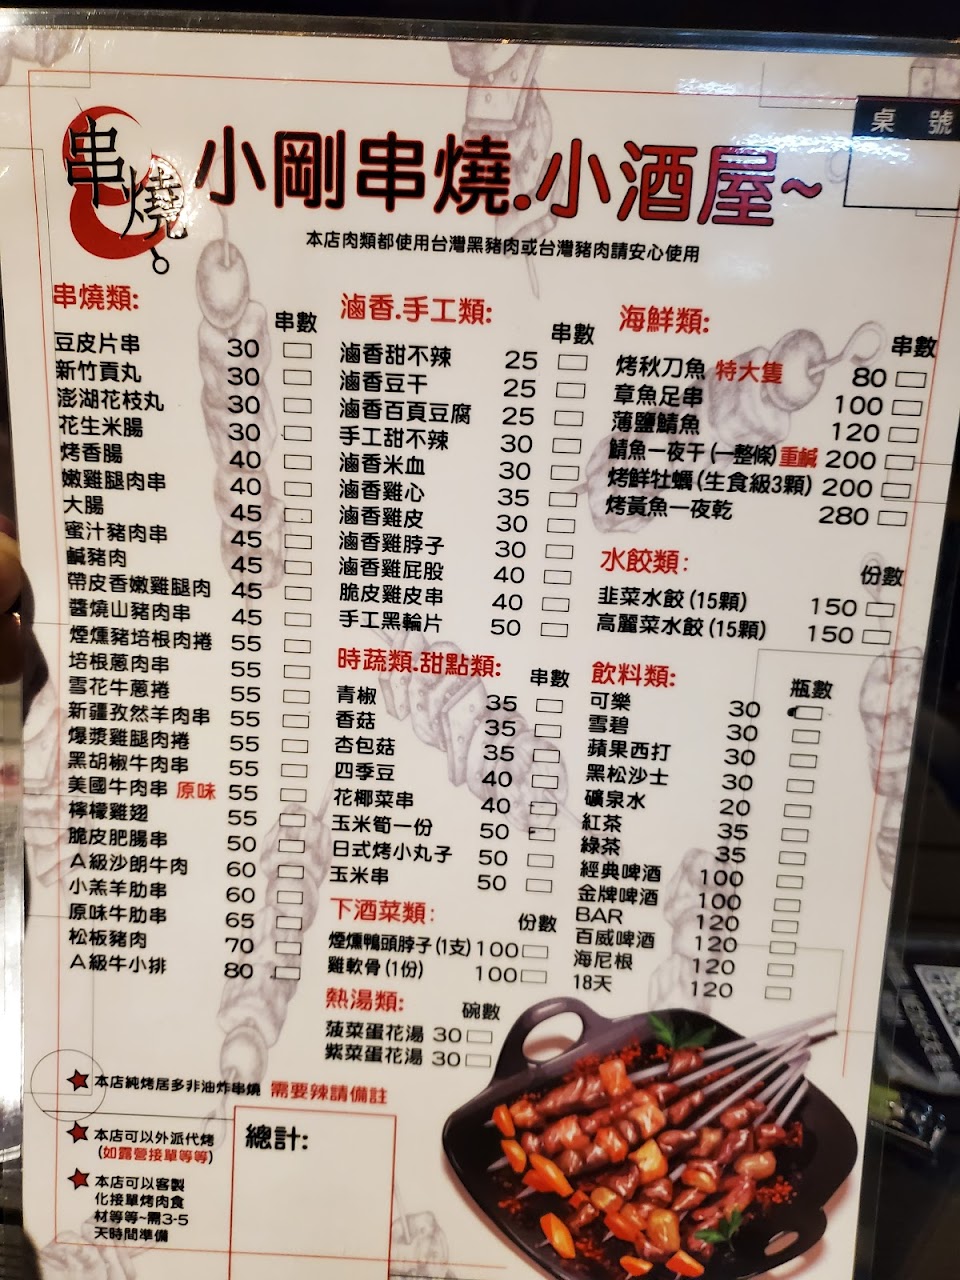 串燒
小剛串燒.小酒屋~
桌 號
本店肉類都使用台灣黑豬肉或台灣豬肉請安心使用
串燒類:
串數
豆皮片串 30
新竹貢丸 30
澎湖花枝丸 30
花生米腸 30
烤香腸 40
嫩雞腿肉串 40
大腸 45
蜜汁豬肉串 45
鹹豬肉 45
帶皮香嫩雞腿肉 45
醬燒山豬肉串 45
煙燻豬培根肉捲 55
培根蔥肉串 55
雪花牛蔥捲 55
新疆孜然羊肉串 55
爆漿雞腿肉捲 55
黑胡椒牛肉串 55
美國牛肉串 原味 55
檸檬雞翅 55
脆皮肥腸串 50
A級沙朗牛肉 60
小羔羊肋串 60
原味牛肋串 65
松板豬肉 70
A級牛小排 80
滷香.手工類:
串數
滷香甜不辣 25
滷香豆干 25
滷香百頁豆腐 25
手工甜不辣 30
滷香米血 30
滷香雞心 35
滷香雞皮 30
滷香雞脖子 30
滷香雞屁股 40
脆皮雞皮串 40
手工黑輪片 50
時蔬類.甜點類:
串數
青椒 35
香菇 35
杏包菇 35
四季豆 40
花椰菜串 40
玉米筍一份 50
日式烤小丸子 50
玉米串 50
下酒菜類:
份數
煙燻鴨頭脖子(1支) 100
雞軟骨(1份) 100
熱湯類:
碗數
菠菜蛋花湯 30
紫菜蛋花湯 30
海鮮類:
串數
烤秋刀魚 特大隻 80
章魚足串 100
薄鹽鯖魚 120
鯖魚一夜干(一整條)重鹹 200
烤鮮牡蠣(生食級3顆) 200
烤黃魚一夜乾 280
水餃類:
份數
韭菜水餃(15顆) 150
高麗菜水餃(15顆) 150
飲料類:
瓶數
可樂 30
雪碧 30
蘋果西打 30
黑松沙士 30
礦泉水 20
紅茶 35
綠茶 35
經典啤酒 100
金牌啤酒 100
BAR 120
百威啤酒 120
海尼根 120
18天 120
本店純烤居多非油炸串燒 需要辣請備註
本店可以外派代烤
(如露營接單等等)
本店可以客製
化接單烤肉食
材等等~需3-5
天時間準備
總計: